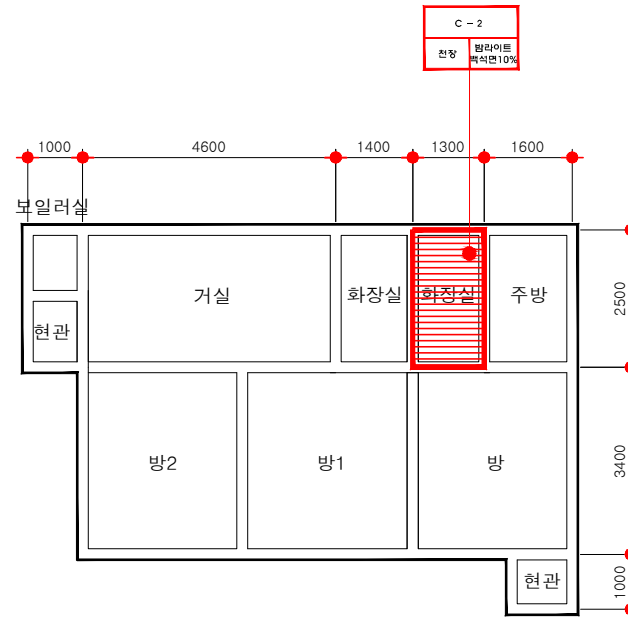 C - 2
천장
밤라이트
백석면10%
1000
4600
1400
1300
1600
보일러실
거실
화장실
화장실
주방
현관
2500
방2
방1
방
3400
현관
1000